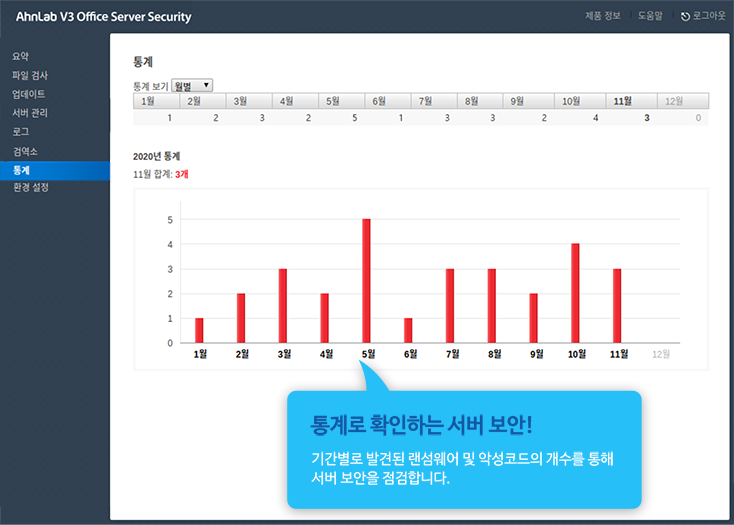 AhnLab V3 Office Server Security
제품 정보 도움말 로그아웃
요약
파일 검사
업데이트
서버 관리
로그
검역소
통계
환경 설정
통계
통계 보기 월별
1월 2월 3월 4월 5월 6월 7월 8월 9월 10월 11월 12월
1 2 3 2 5 1 3 3 2 4 3 0
2020년 통계
11월 합계: 3개
5
4
3
2
1
0
1월 2월 3월 4월 5월 6월 7월 8월 9월 10월 11월 12월
통계로 확인하는 서버 보안!
기간별로 발견된 랜섬웨어 및 악성코드의 개수를 통해
서버 보안을 점검합니다.